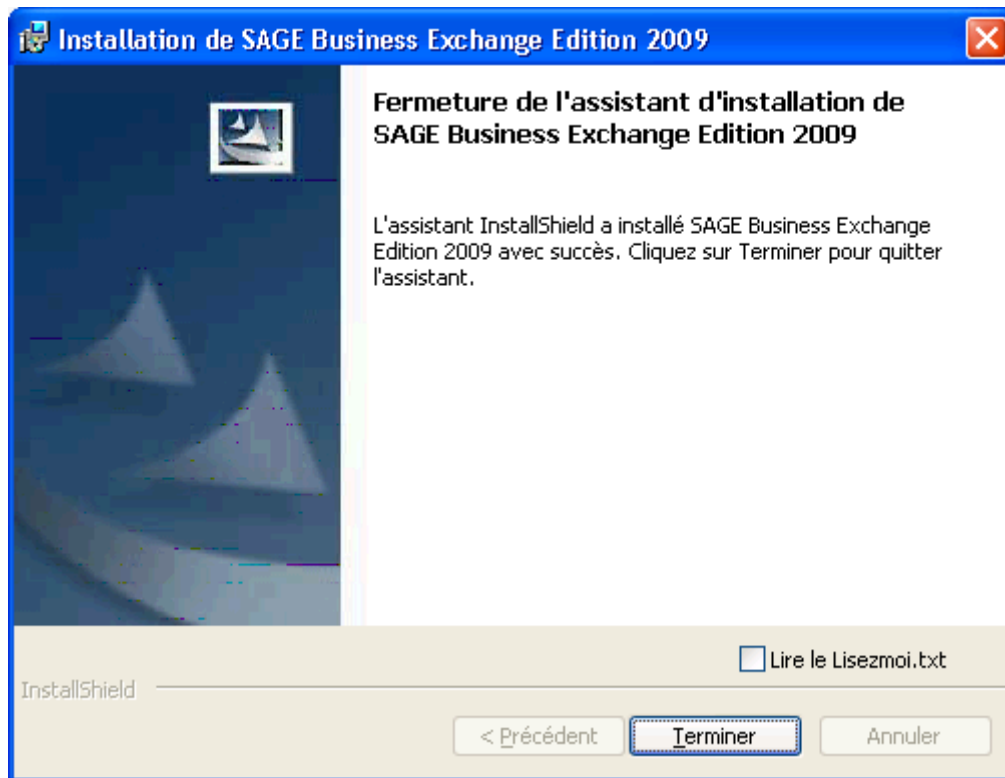 Installation de SAGE Business Exchange Edition 2009
Fermeture de l'assistant d'installation de
SAGE Business Exchange Edition 2009
L'assistant InstallShield a installé SAGE Business Exchange
Edition 2009 avec succès. Cliquez sur Terminer pour quitter
l'assistant.
Lire le Lisezmoi.txt
InstallShield
< Précédent
Terminer
Annuler